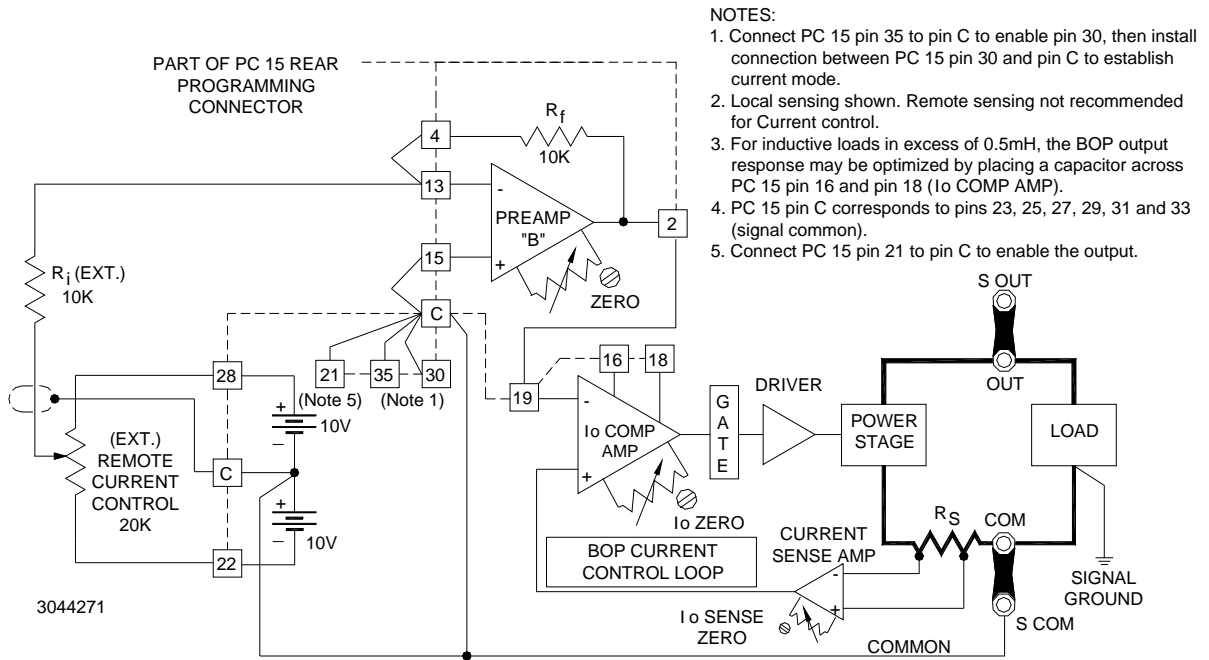 NOTES:
1. Connect PC 15 pin 35 to pin C to enable pin 30, then install
connection between PC 15 pin 30 and pin C to establish
current mode.
2. Local sensing shown. Remote sensing not recommended
for Current control.
3. For inductive loads in excess of 0.5mH, the BOP output
response may be optimized by placing a capacitor across
PC 15 pin 16 and pin 18 (Io COMP AMP).
4. PC 15 pin C corresponds to pins 23, 25, 27, 29, 31 and 33
(signal common).
5. Connect PC 15 pin 21 to pin C to enable the output.
PART OF PC 15 REAR
PROGRAMMING
CONNECTOR
4
Rf
10K
13
-
PREAMP
"B"
2
15
+
ZERO
Ri (EXT.)
10K
C
21
35
30
(Note 5)
(Note 1)
19
16
18
-
Io COMP
AMP
+
Io ZERO
GATE
DRIVER
POWER
STAGE
S OUT
OUT
LOAD
28
+
10V
–
(EXT.)
REMOTE
CURRENT
CONTROL
20K
C
+
10V
–
22
BOP CURRENT
CONTROL LOOP
CURRENT
SENSE AMP
RS
COM
-
+
Io SENSE
ZERO
SIGNAL
GROUND
S COM
COMMON
3044271